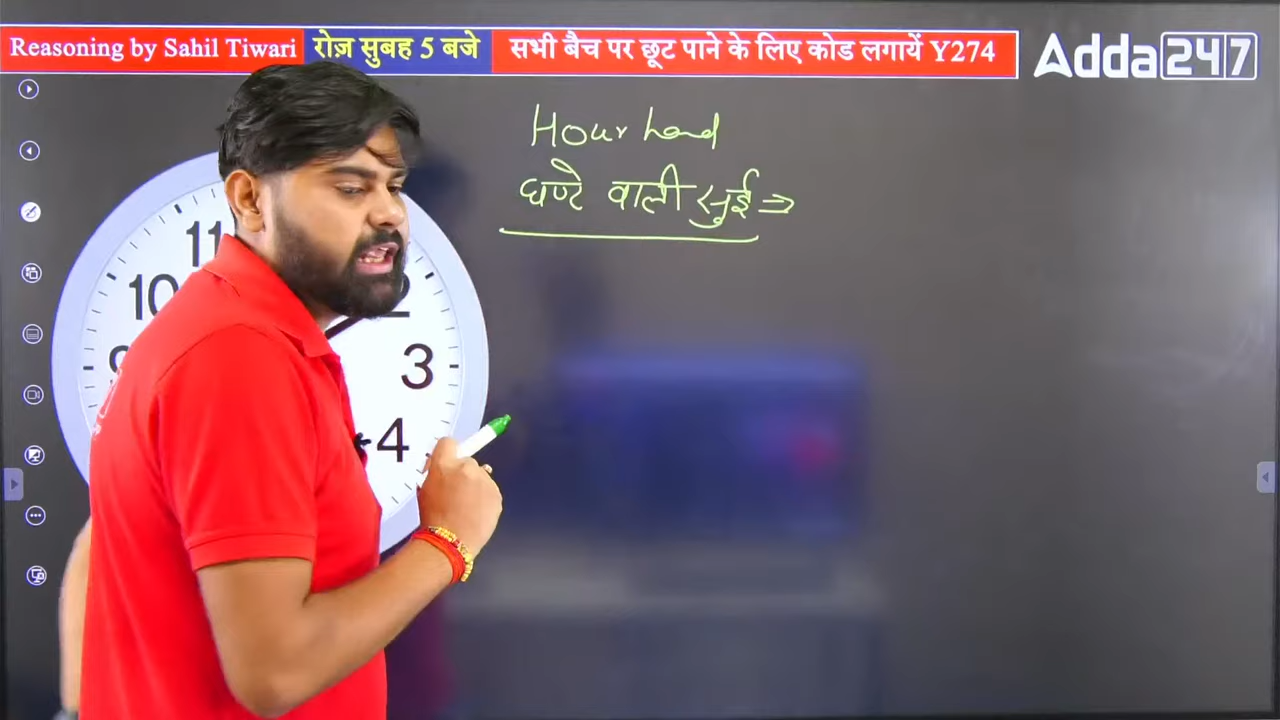 Reasoning by Sahil Tiwari रोज़ सुबह 5 बजे सभी बैच पर छूट पाने के लिए कोड लगायें Y274 Adda247
Hour hand
घण्टे वाली सुई ⇒
11
10
3
4